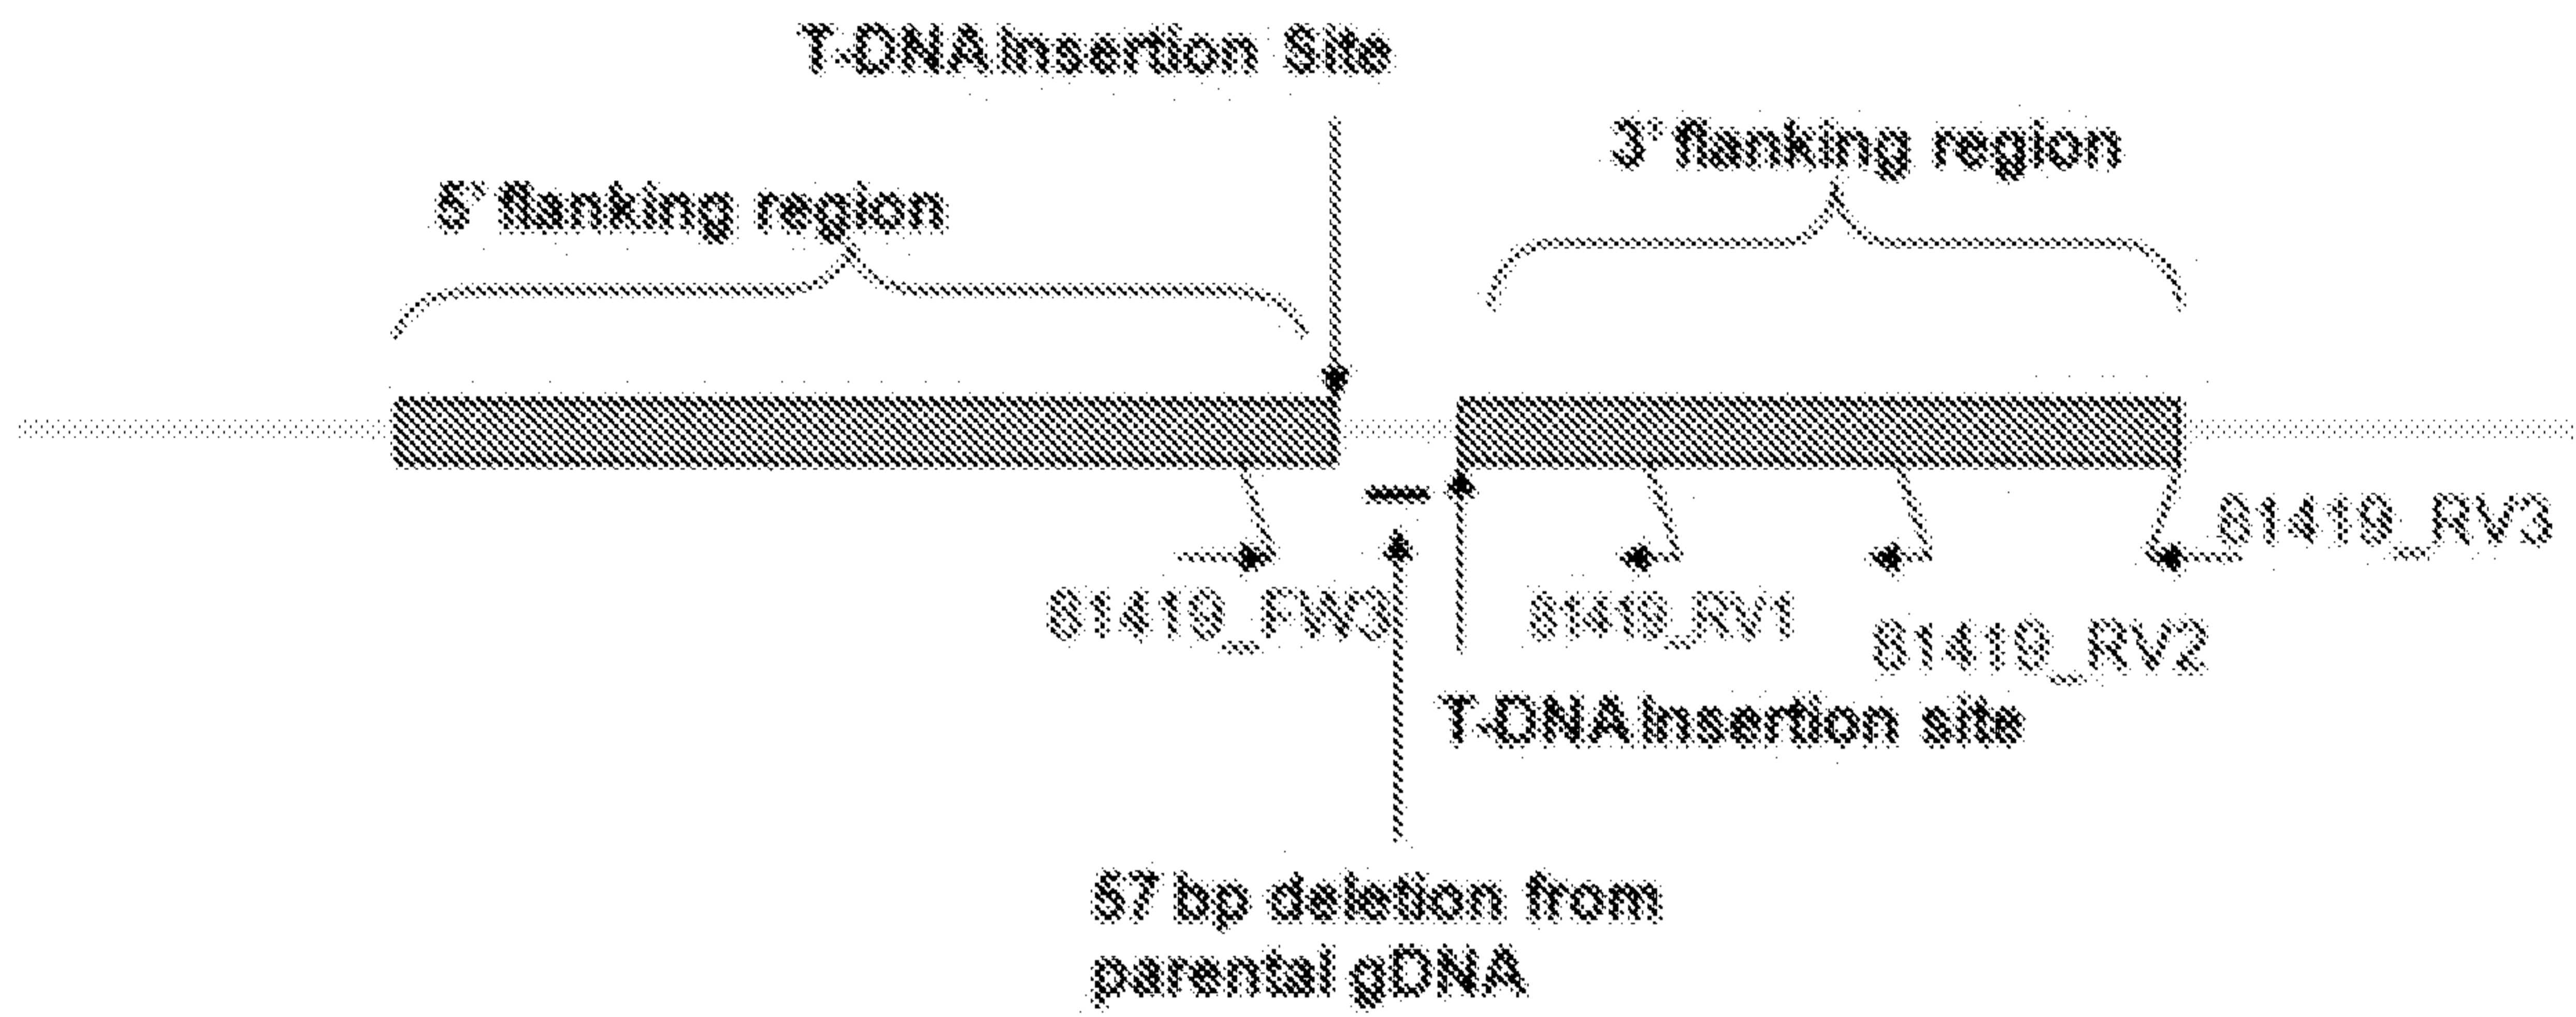 T-DNA Insertion Site
3' flanking region
5' flanking region
81419_RV3
81419_FW3
81419_RV1
81419_RV2
T-DNA Insertion site
57 bp deletion from
parental gDNA